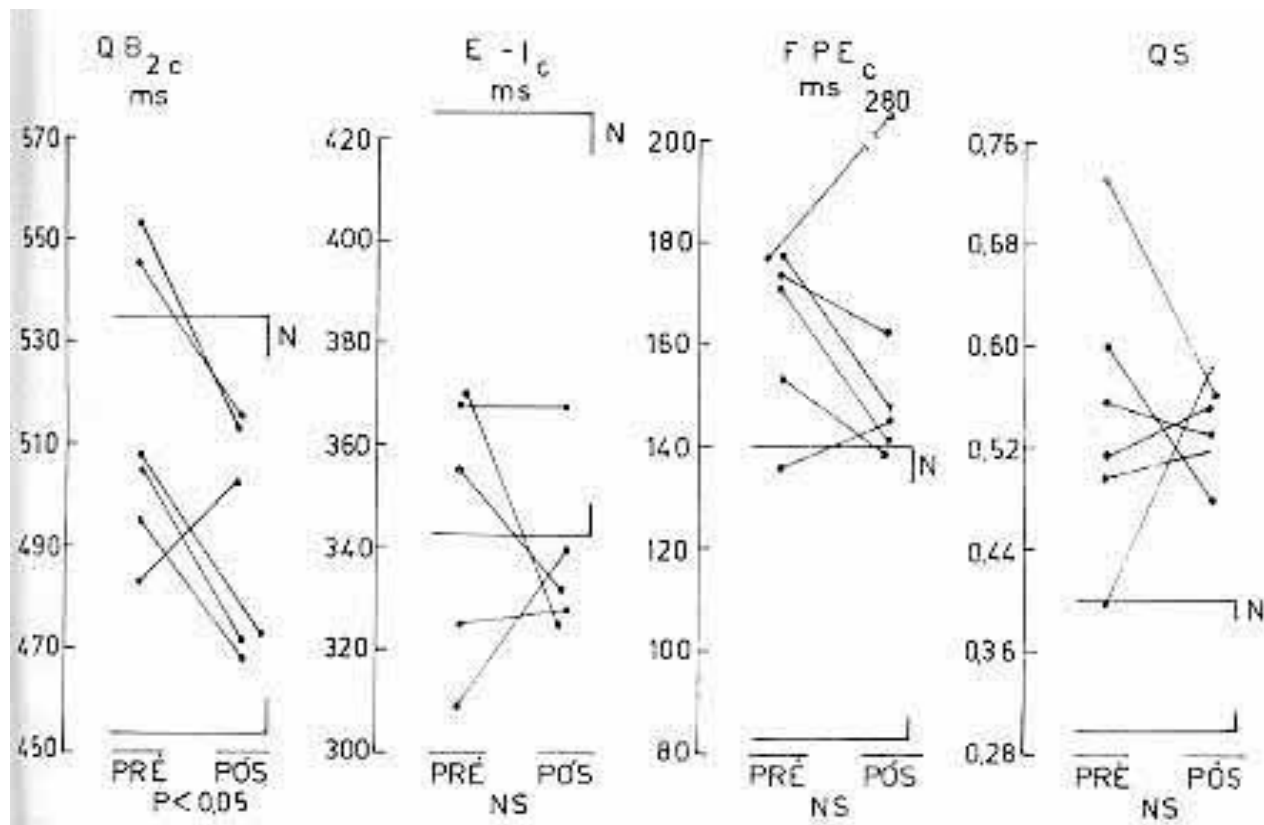 QB2c
ms
570
550
530
510
490
470
450
N
PRÉ PÓS
P<0,05
E-Ic
ms
420
400
380
360
340
320
300
N
PRÉ PÓS
NS
FPEc
ms
280
200
180
160
140
120
100
80
N
PRÉ PÓS
NS
QS
0,76
0,68
0,60
0,52
0,44
0,36
0,28
N
PRÉ PÓS
NS